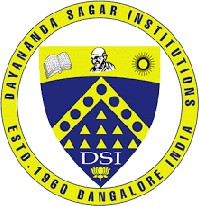 DAYANANDA SAGAR INSTITUTIONS
ESTD. 1960 BANGALORE INDIA
DSI